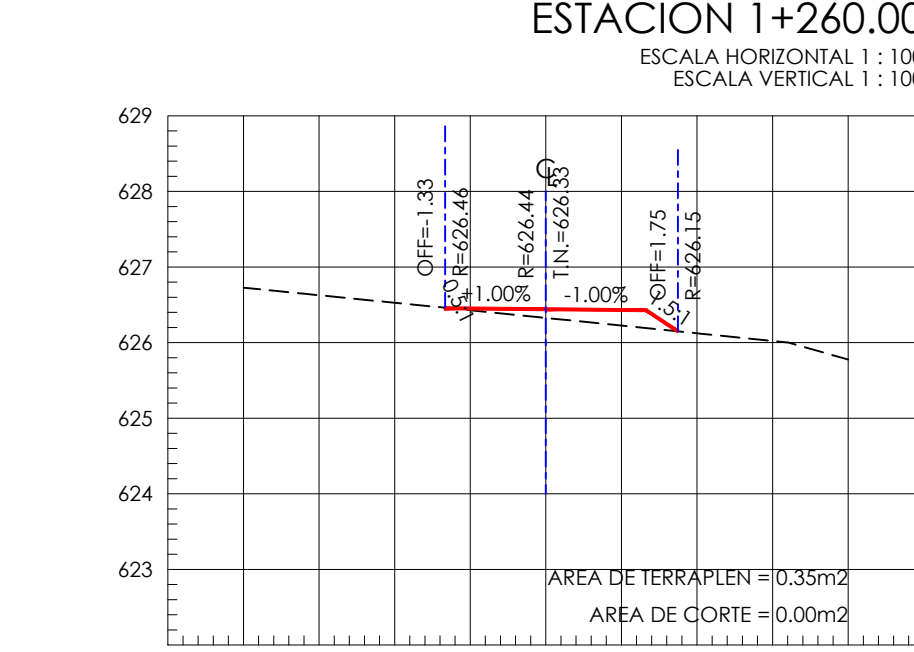 ESTACION 1+260.00
ESCALA HORIZONTAL 1 : 100
ESCALA VERTICAL 1 : 100
629
628
627
626
625
624
623
OFF=-1.33
R=626.46
R=626.44
T.N.=626.33
OFF=1.75
R=626.15
+1.00%
-1.00%
AREA DE TERRAPLEN = 0.35m2
AREA DE CORTE = 0.00m2